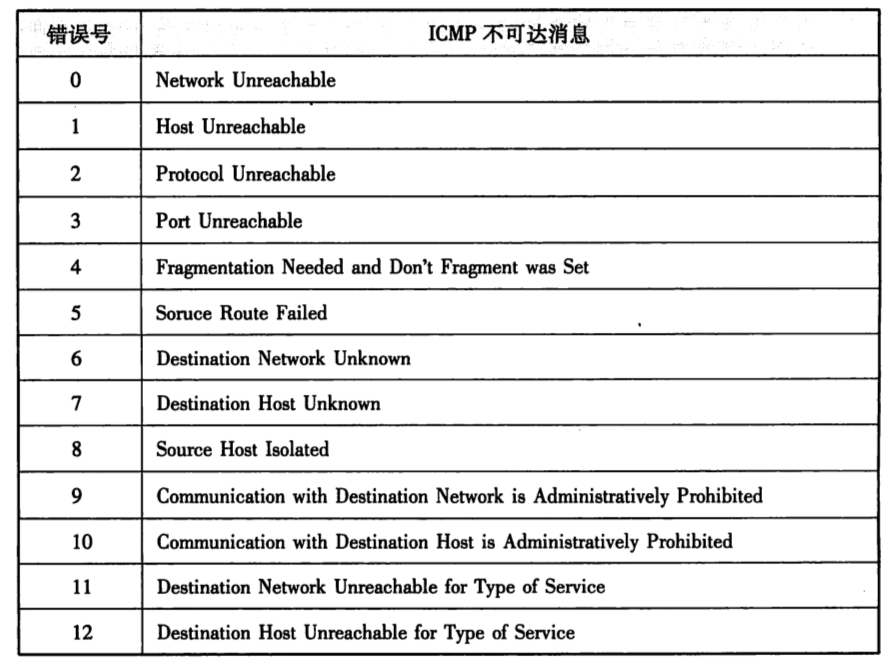 错误号 ICMP 不可达消息
0 Network Unreachable
1 Host Unreachable
2 Protocol Unreachable
3 Port Unreachable
4 Fragmentation Needed and Don't Fragment was Set
5 Soruce Route Failed
6 Destination Network Unknown
7 Destination Host Unknown
8 Source Host Isolated
9 Communication with Destination Network is Administratively Prohibited
10 Communication with Destination Host is Administratively Prohibited
11 Destination Network Unreachable for Type of Service
12 Destination Host Unreachable for Type of Service